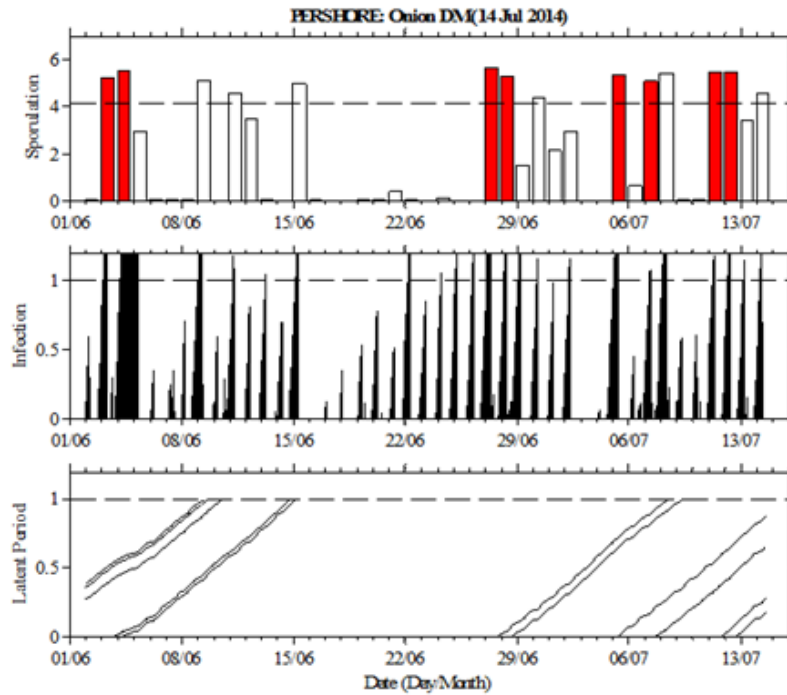 PERSHORE: Onion DM(14 Jul 2014)
Sporulation
6
4
2
0
01/06 08/06 15/06 22/06 29/06 06/07 13/07
Infection
1
0.5
0
01/06 08/06 15/06 22/06 29/06 06/07 13/07
Latent Period
1
0.5
0
01/06 08/06 15/06 22/06 29/06 06/07 13/07
Date (Day/Month)